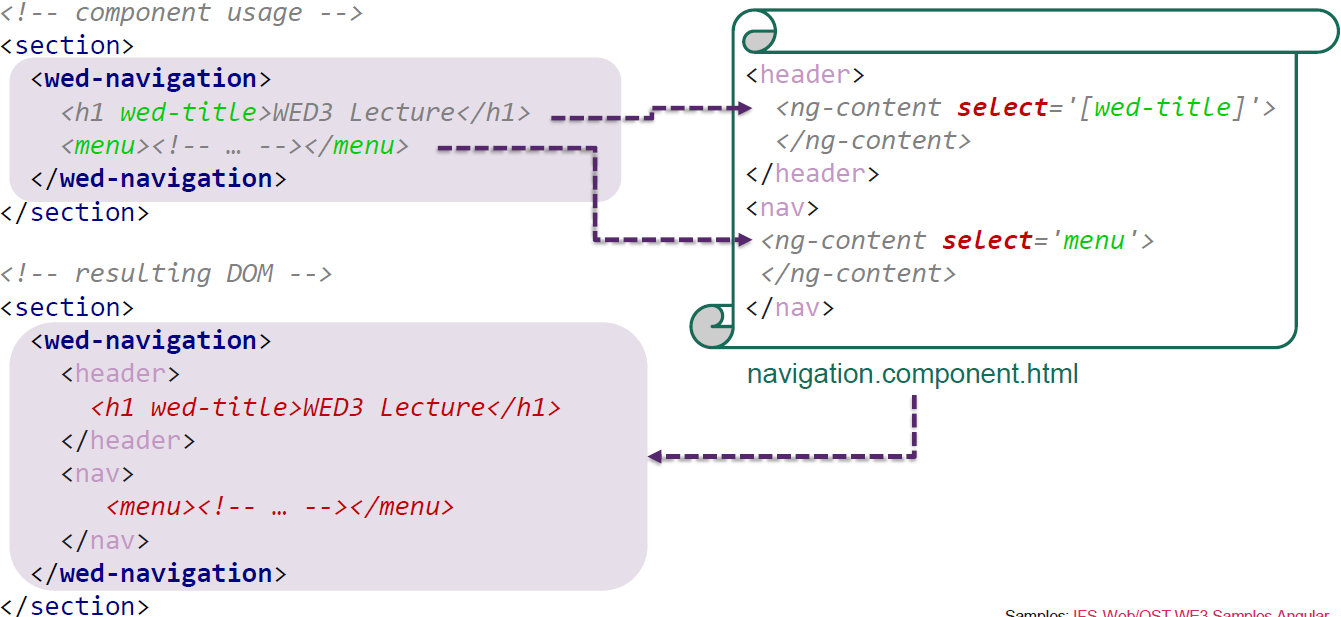 <!-- component usage -->
<section>
<wed-navigation>
<h1 wed-title>WED3 Lecture</h1>
<menu><!-- … --></menu>
</wed-navigation>
</section>
<!-- resulting DOM -->
<section>
<wed-navigation>
<header>
<h1 wed-title>WED3 Lecture</h1>
</header>
<nav>
<menu><!-- … --></menu>
</nav>
</wed-navigation>
</section>
<header>
<ng-content select='[wed-title]'>
</ng-content>
</header>
<nav>
<ng-content select='menu'>
</ng-content>
</nav>
navigation.component.html
Samples: IFS-Web/OST-WE3-Samples-Angular